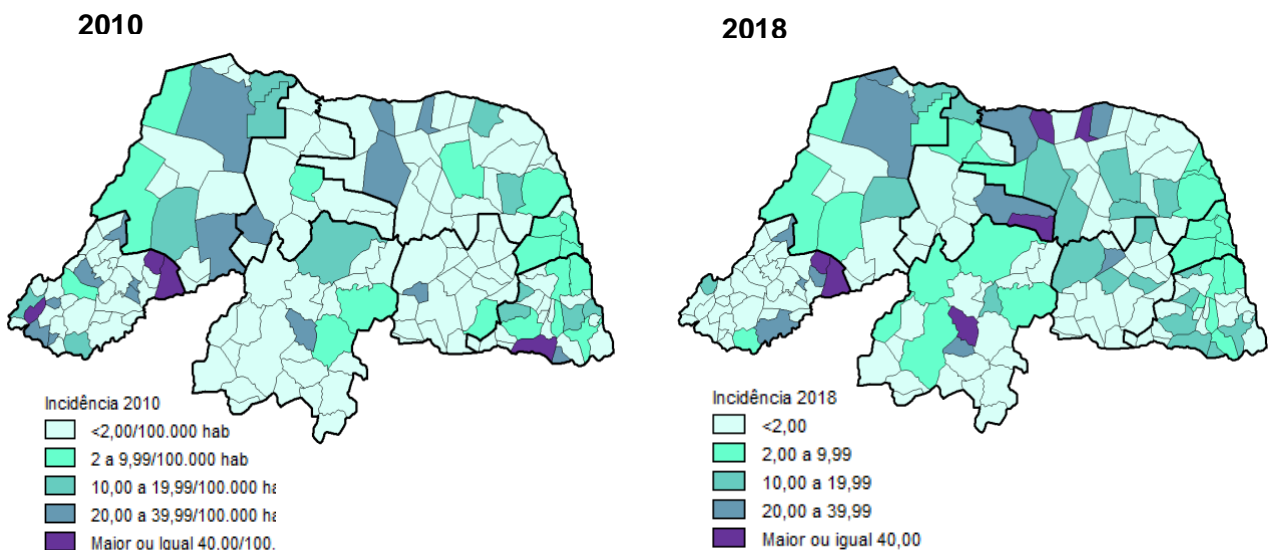 2010
2018
Incidência 2010
<2,00/100.000 hab
2 a 9,99/100.000 hab
10,00 a 19,99/100.000 ha
20,00 a 39,99/100.000 ha
Maior ou Igual 40,00/100.
Incidência 2018
<2,00
2,00 a 9,99
10,00 a 19,99
20,00 a 39,99
Maior ou igual 40,00